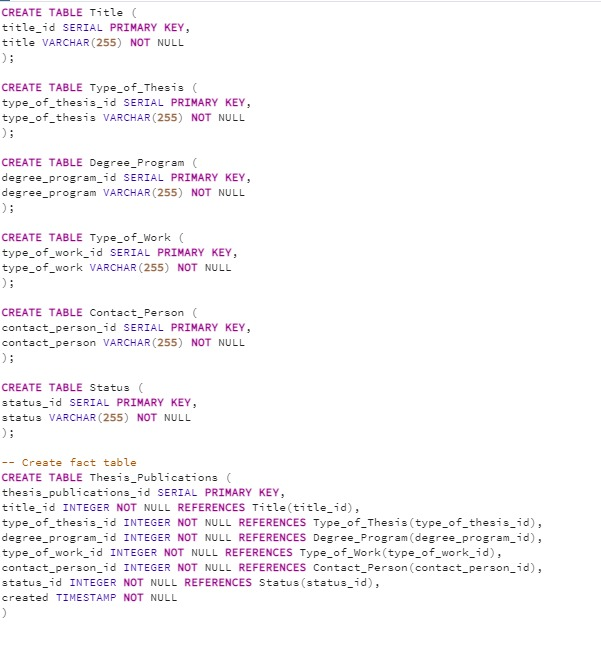 CREATE TABLE Title (
title_id SERIAL PRIMARY KEY,
title VARCHAR(255) NOT NULL
);
CREATE TABLE Type_of_Thesis (
type_of_thesis_id SERIAL PRIMARY KEY,
type_of_thesis VARCHAR(255) NOT NULL
);
CREATE TABLE Degree_Program (
degree_program_id SERIAL PRIMARY KEY,
degree_program VARCHAR(255) NOT NULL
);
CREATE TABLE Type_of_Work (
type_of_work_id SERIAL PRIMARY KEY,
type_of_work VARCHAR(255) NOT NULL
);
CREATE TABLE Contact_Person (
contact_person_id SERIAL PRIMARY KEY,
contact_person VARCHAR(255) NOT NULL
);
CREATE TABLE Status (
status_id SERIAL PRIMARY KEY,
status VARCHAR(255) NOT NULL
);
-- Create fact table
CREATE TABLE Thesis_Publications (
thesis_publications_id SERIAL PRIMARY KEY,
title_id INTEGER NOT NULL REFERENCES Title(title_id),
type_of_thesis_id INTEGER NOT NULL REFERENCES Type_of_Thesis(type_of_thesis_id),
degree_program_id INTEGER NOT NULL REFERENCES Degree_Program(degree_program_id),
type_of_work_id INTEGER NOT NULL REFERENCES Type_of_Work(type_of_work_id),
contact_person_id INTEGER NOT NULL REFERENCES Contact_Person(contact_person_id),
status_id INTEGER NOT NULL REFERENCES Status(status_id),
created TIMESTAMP NOT NULL
)